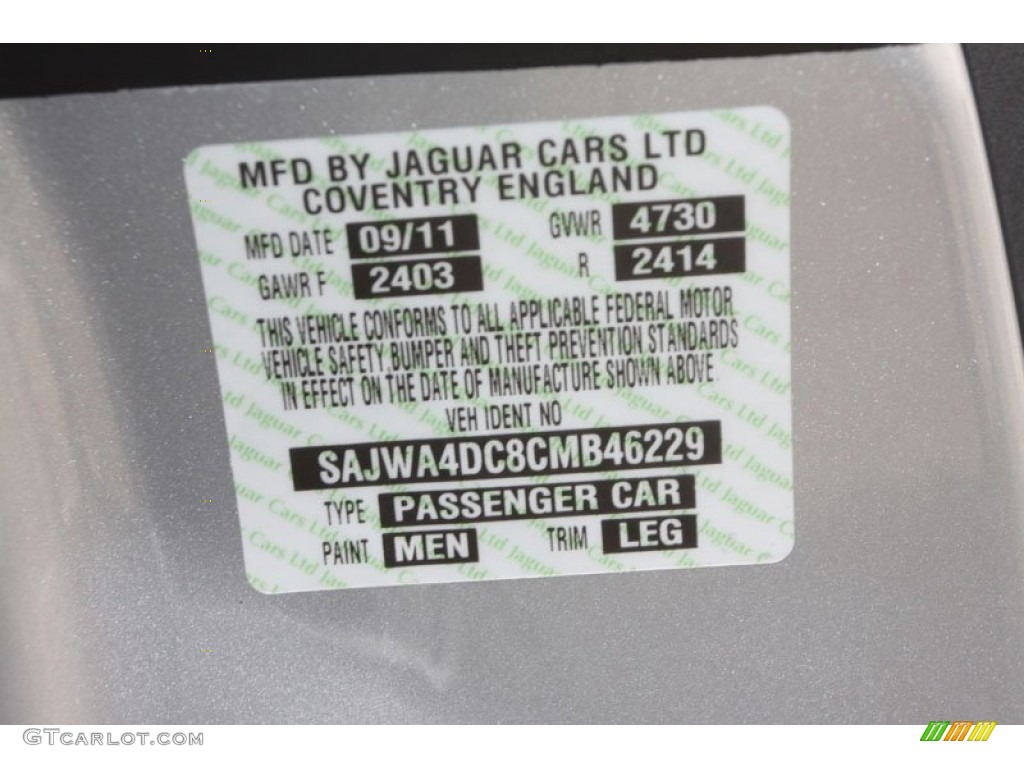 MFD BY JAGUAR CARS LTD
COVENTRY ENGLAND
MFD DATE 09/11 GVWR 4730
GAWR F 2403 R 2414
THIS VEHICLE CONFORMS TO ALL APPLICABLE FEDERAL MOTOR
VEHICLE SAFETY, BUMPER AND THEFT PREVENTION STANDARDS
IN EFFECT ON THE DATE OF MANUFACTURE SHOWN ABOVE.
VEH IDENT NO
SAJWA4DC8CMB46229
TYPE PASSENGER CAR
PAINT MEN TRIM LEG
GTCARLOT.COM